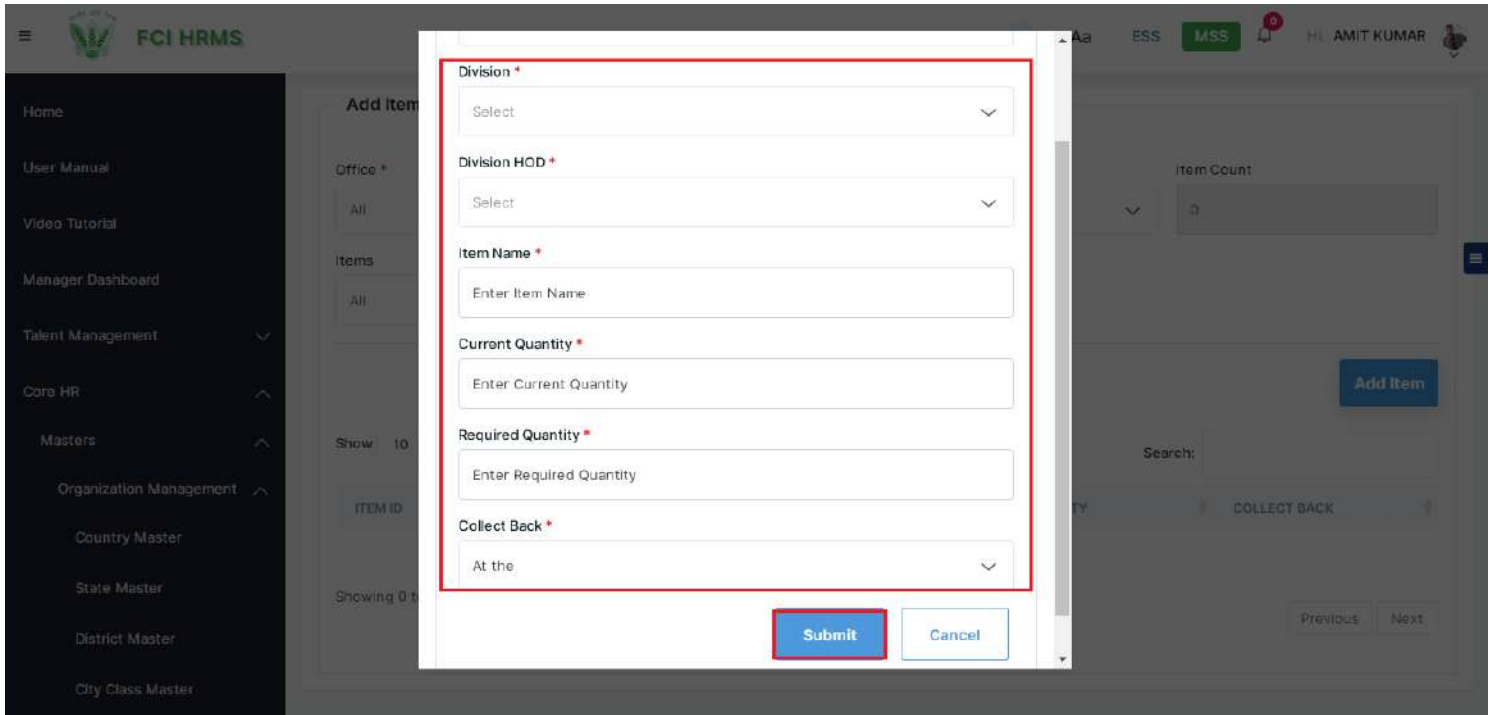 FCI HRMS
Aa ESS MSS 0 Hi, AMIT KUMAR
Home
User Manual
Video Tutorial
Manager Dashboard
Talent Management
Core HR
Masters
Organization Management
Country Master
State Master
District Master
City Class Master
Add Item
Office *
All
Item Count
0
Items
All
Add Item
Show 10
Search:
ITEM ID
TY
COLLECT BACK
Showing 0 t
Previous Next
Division *
Select
Division HOD *
Select
Item Name *
Enter Item Name
Current Quantity *
Enter Current Quantity
Required Quantity *
Enter Required Quantity
Collect Back *
At the
Submit Cancel